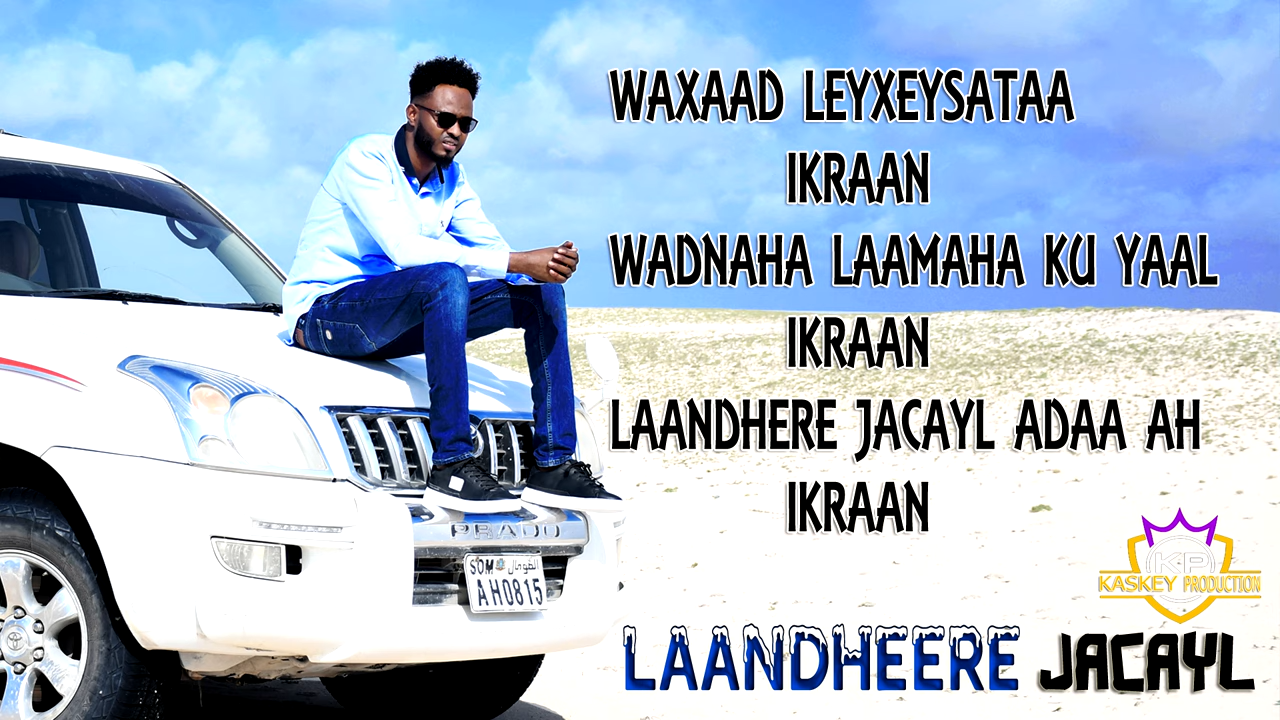 WAXAAD LEYXEYSATAA
IKRAAN
WADNAHA LAAMAHA KU YAAL
IKRAAN
LAANDHERE JACAYL ADAA AH
IKRAAN
PRADO
SOM الصومال
AH0815
KP
KASKEY PRODUCTION
LAANDHEERE JACAYL